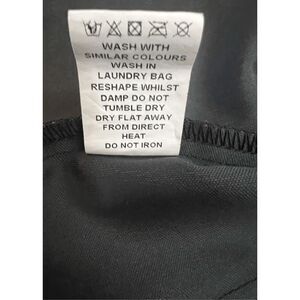 WASH WITH
SIMILAR COLOURS
WASH IN
LAUNDRY BAG
RESHAPE WHILST
DAMP DO NOT
TUMBLE DRY
DRY FLAT AWAY
FROM DIRECT
HEAT
DO NOT IRON